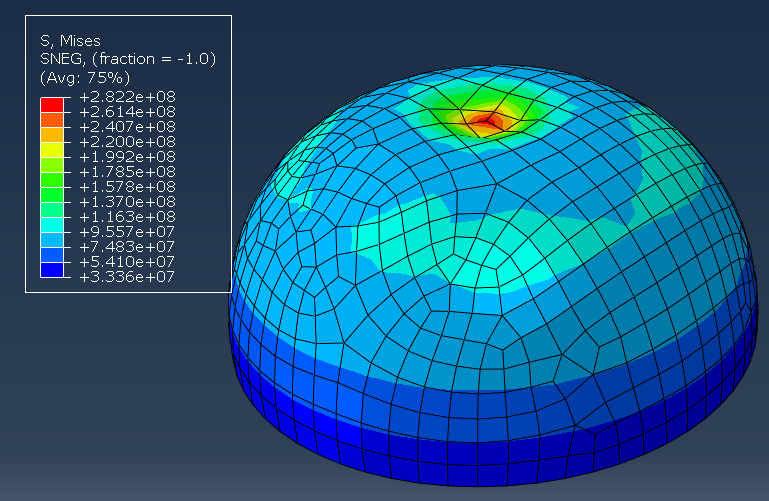 S, Mises
SNEG, (fraction = -1.0)
(Avg: 75%)
+2.822e+08
+2.614e+08
+2.407e+08
+2.200e+08
+1.992e+08
+1.785e+08
+1.578e+08
+1.370e+08
+1.163e+08
+9.557e+07
+7.483e+07
+5.410e+07
+3.336e+07